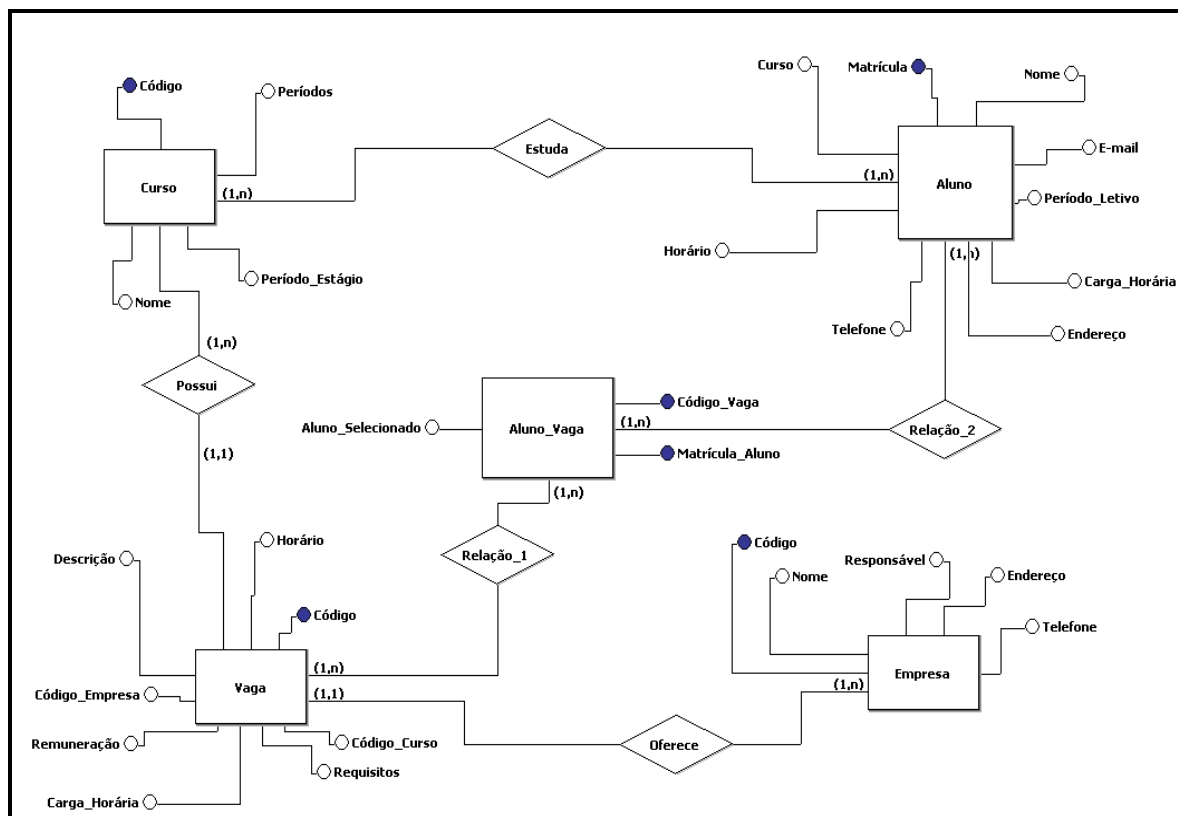 Curso
Matrícula
Nome
Código
Períodos
Estuda
E-mail
Curso
(1,n)
(1,n)
Aluno
Período_Letivo
Horário
(1,n)
Período_Estágio
Carga_Horária
Nome
Telefone
Endereço
(1,n)
Possui
Código_Vaga
Aluno_Selecionado
Aluno_Vaga
(1,n)
Relação_2
(1,1)
Matrícula_Aluno
(1,n)
Horário
Código
Descrição
Relação_1
Responsável
Nome
Endereço
Código
Telefone
(1,n)
Vaga
Empresa
Código_Empresa
(1,1)
(1,n)
Remuneração
Código_Curso
Oferece
Requisitos
Carga_Horária